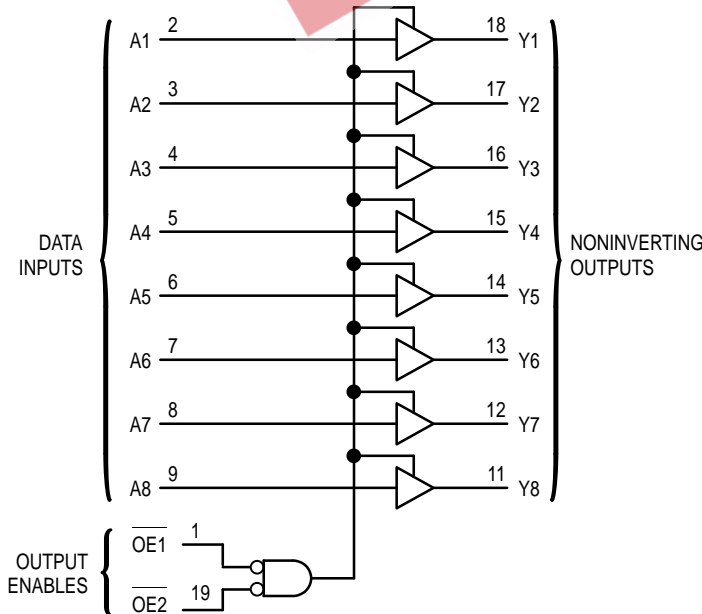 A1 2 18 Y1
A2 3 17 Y2
A3 4 16 Y3
A4 5 15 Y4
DATA
INPUTS
NONINVERTING
OUTPUTS
A5 6 14 Y5
A6 7 13 Y6
A7 8 12 Y7
A8 9 11 Y8
OUTPUT
ENABLES
OE1 1
OE2 19